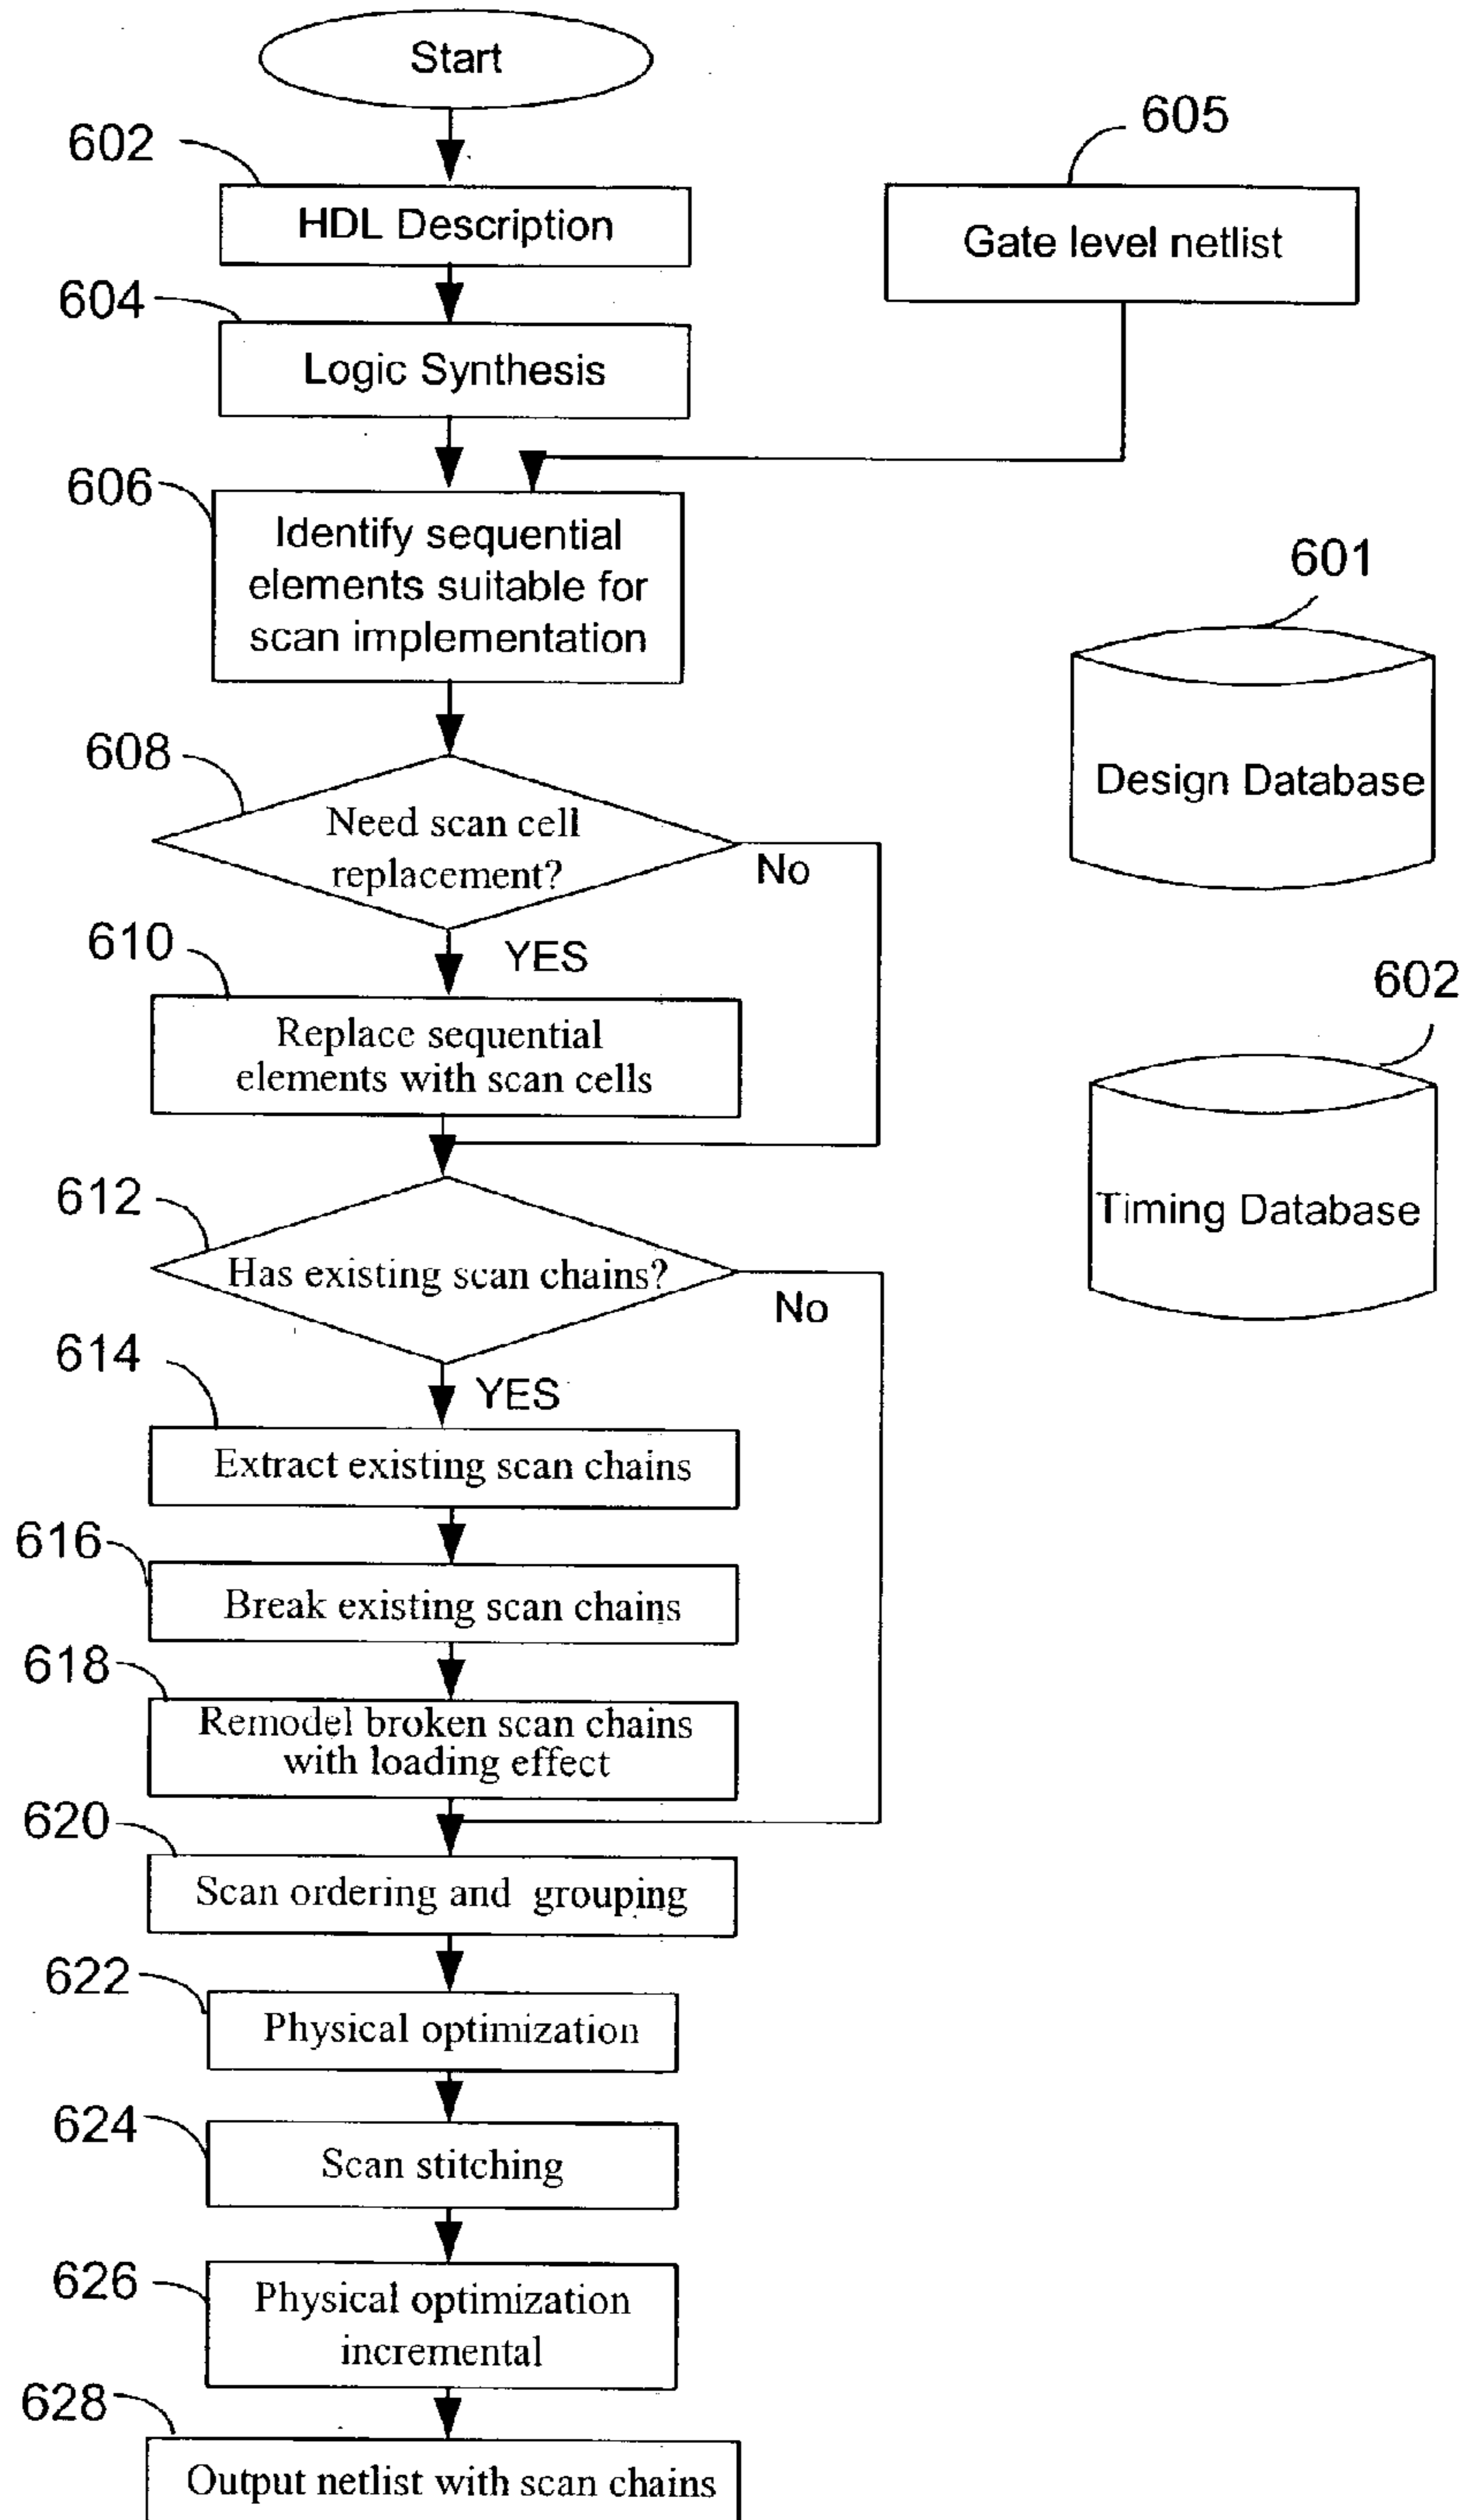 Start
602
605
HDL Description
Gate level netlist
604
Logic Synthesis
606
Identify sequential
elements suitable for
scan implementation
601
Design Database
608
Need scan cell
replacement?
No
YES
610
Replace sequential
elements with scan cells
602
Timing Database
612
Has existing scan chains?
No
YES
614
Extract existing scan chains
616
Break existing scan chains
618
Remodel broken scan chains
with loading effect
620
Scan ordering and grouping
622
Physical optimization
624
Scan stitching
626
Physical optimization
incremental
628
Output netlist with scan chains